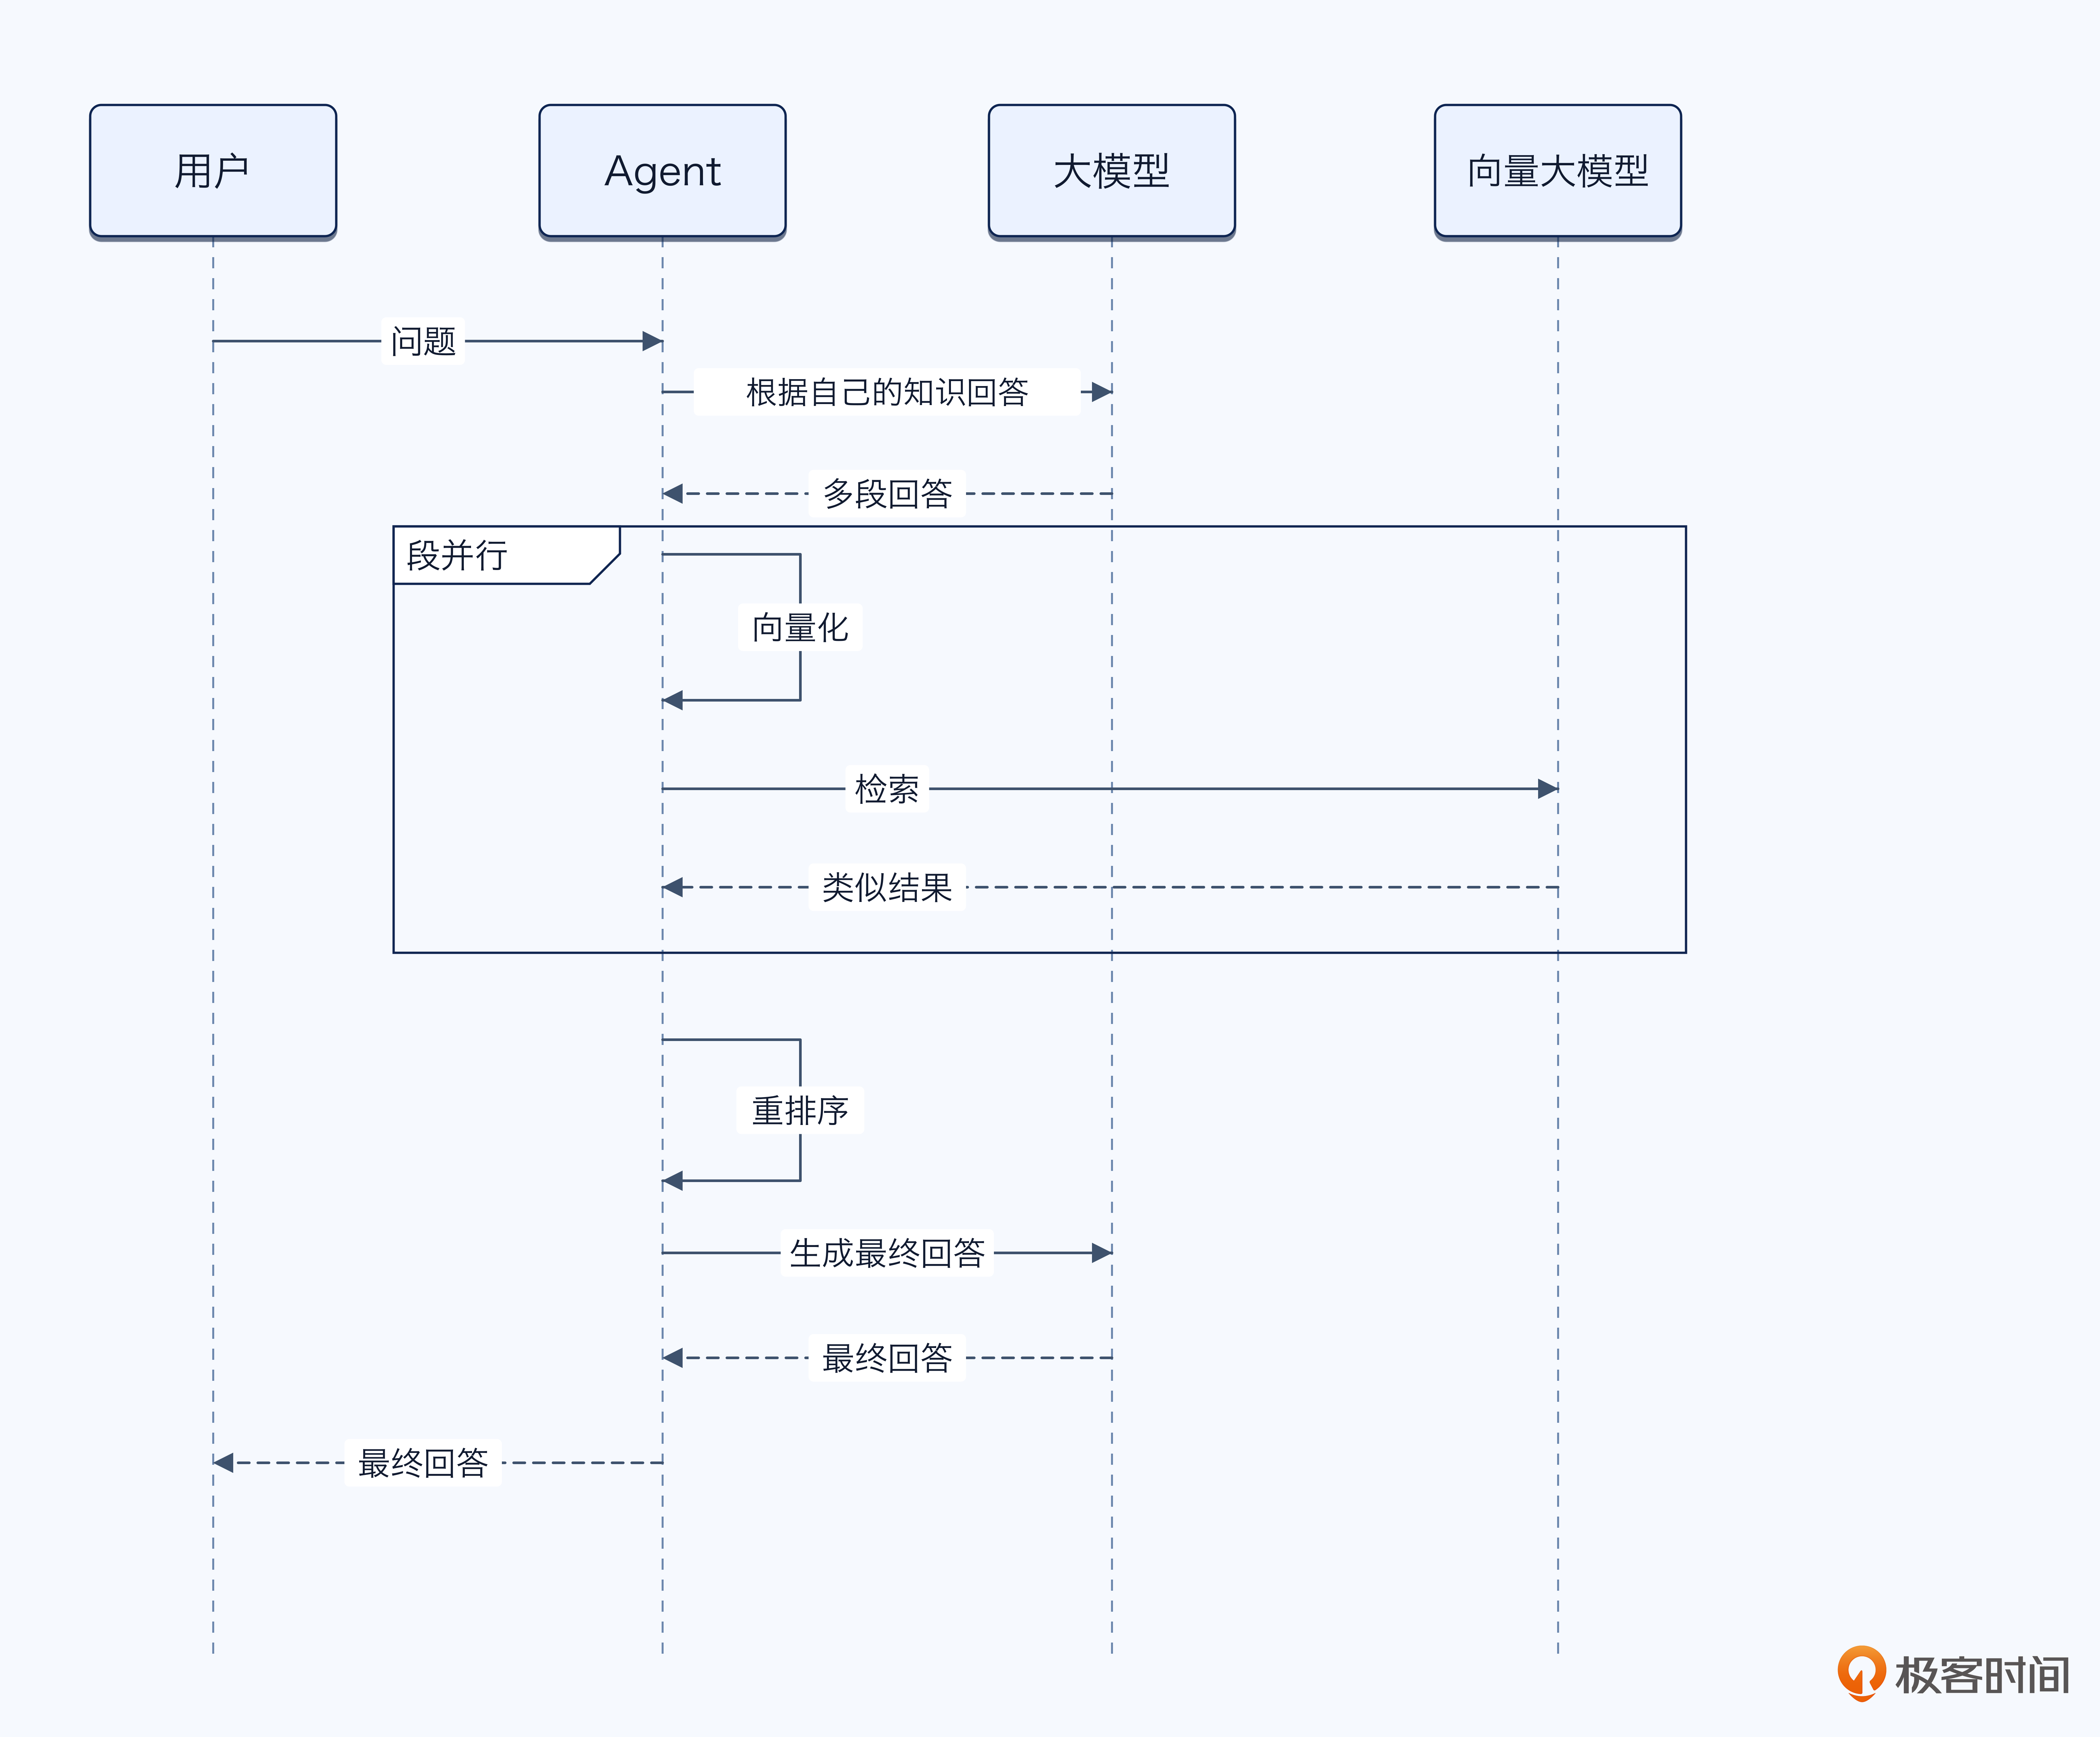 用户
Agent
大模型
向量大模型
问题
根据自己的知识回答
多段回答
段并行
向量化
检索
类似结果
重排序
生成最终回答
最终回答
最终回答
极客时间